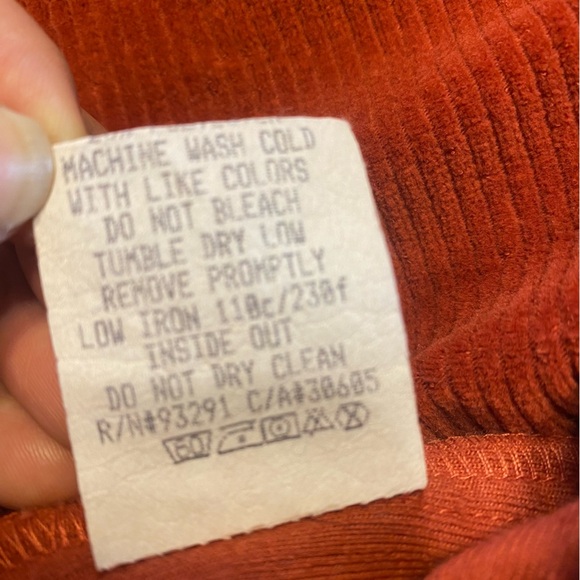 MACHINE WASH COLD
WITH LIKE COLORS
DO NOT BLEACH
TUMBLE DRY LOW
REMOVE PROMPTLY
LOW IRON 110c/230f
INSIDE OUT
DO NOT DRY CLEAN
R/N#93291 C/A#30605
60